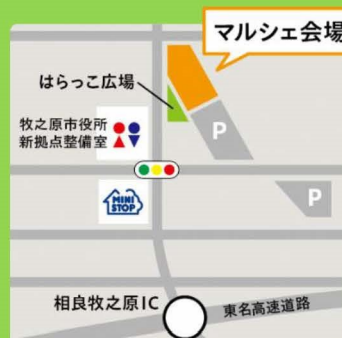 マルシェ会場
はらっこ広場
牧之原市役所
新拠点整備室
P
MINI
STOP
P
相良牧之原IC
東名高速道路